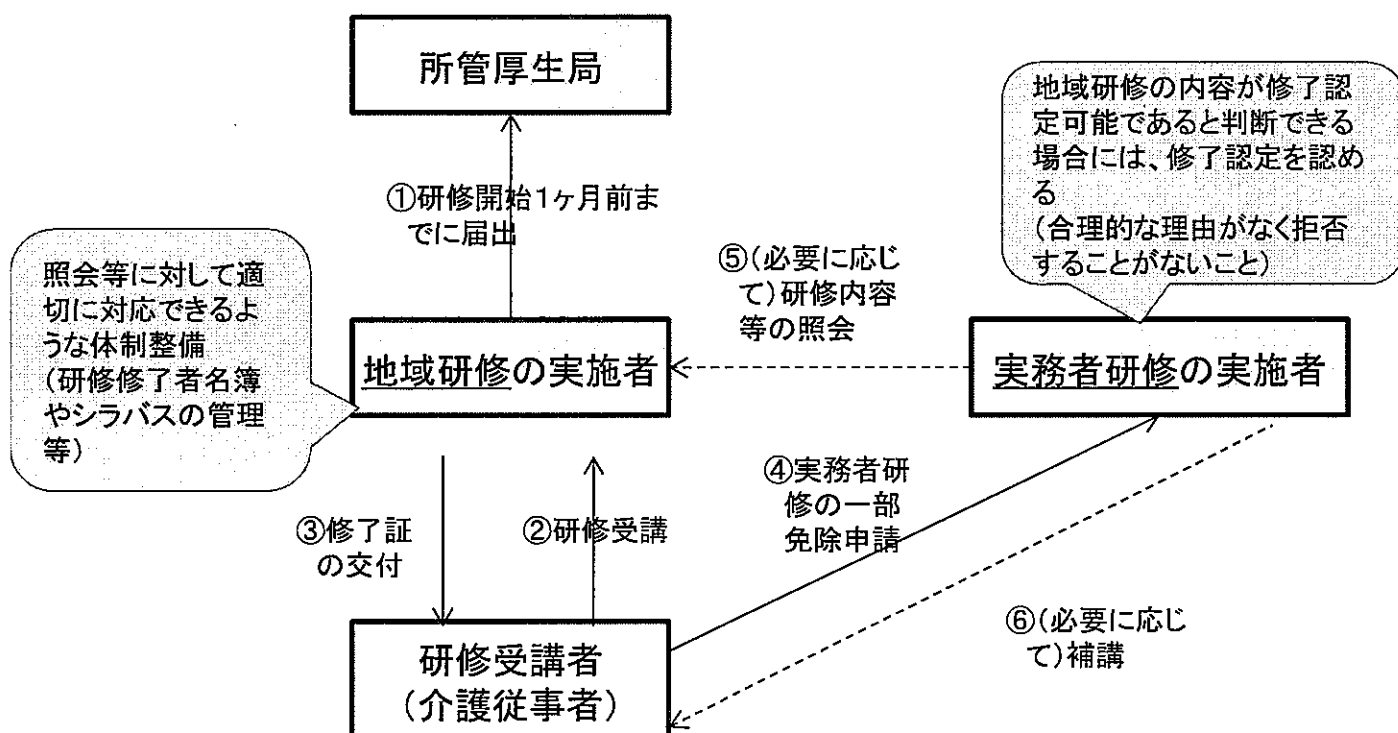 所管厚生局
①研修開始1ヶ月前ま
でに届出
地域研修の内容が修了認
定可能であると判断できる
場合には、修了認定を認め
る
(合理的な理由がなく拒否
することがないこと)
照会等に対して適
切に対応できるよ
うな体制整備
(研修修了者名簿
やシラバスの管理
等)
⑤(必要に応じ
て)研修内容
等の照会
地域研修の実施者
実務者研修の実施者
③修了証
の交付
②研修受講
④実務者研
修の一部
免除申請
⑥(必要に応じ
て)補講
研修受講者
(介護従事者)